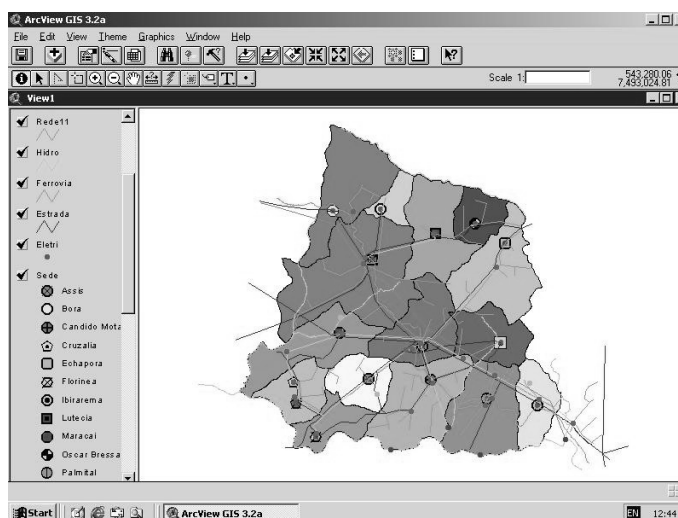 ArcView GIS 3.2a
File Edit View Theme Graphics Window Help
Scale 1:
543,280.06
7,493,024.81
View1
Rede11
Hidro
Ferrovia
Estrada
Eletri
Sede
Assis
Bora
Candido Mota
Cruzalia
Echapora
Florinea
Ibirarema
Lutecia
Maracai
Oscar Bressa
Palmital
Start
ArcView GIS 3.2a
EN
12:44